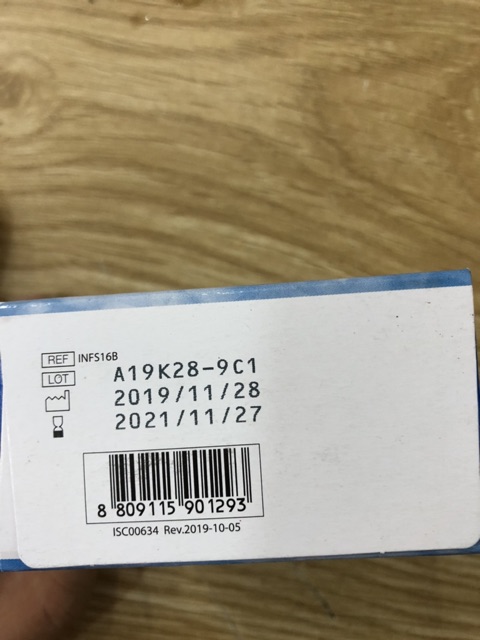 REF INFS16B
LOT A19K28-9C1
2019/11/28
2021/11/27
8 809115 901293
ISC00634 Rev.2019-10-05